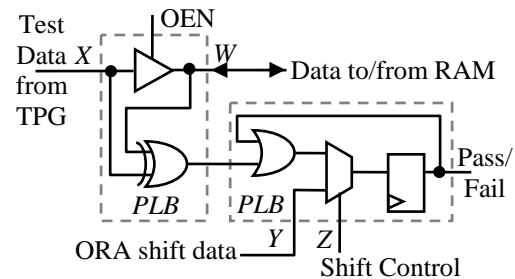 OEN
Test
Data X
from
TPG
W
Data to/from RAM
PLB
PLB
Pass/
Fail
Y
Z
ORA shift data
Shift Control